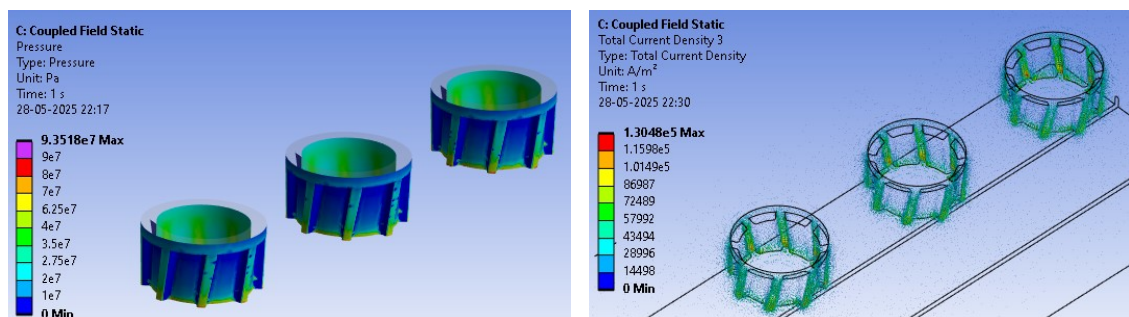 C: Coupled Field Static
Pressure
Type: Pressure
Unit: Pa
Time: 1 s
28-05-2025 22:17
9.3518e7 Max
9e7
8e7
7e7
6.25e7
4e7
3.5e7
2.75e7
2e7
1e7
0 Min
C: Coupled Field Static
Total Current Density 3
Type: Total Current Density
Unit: A/m²
Time: 1 s
28-05-2025 22:30
1.3048e5 Max
1.1598e5
1.0149e5
86987
72489
57992
43494
28996
14498
0 Min